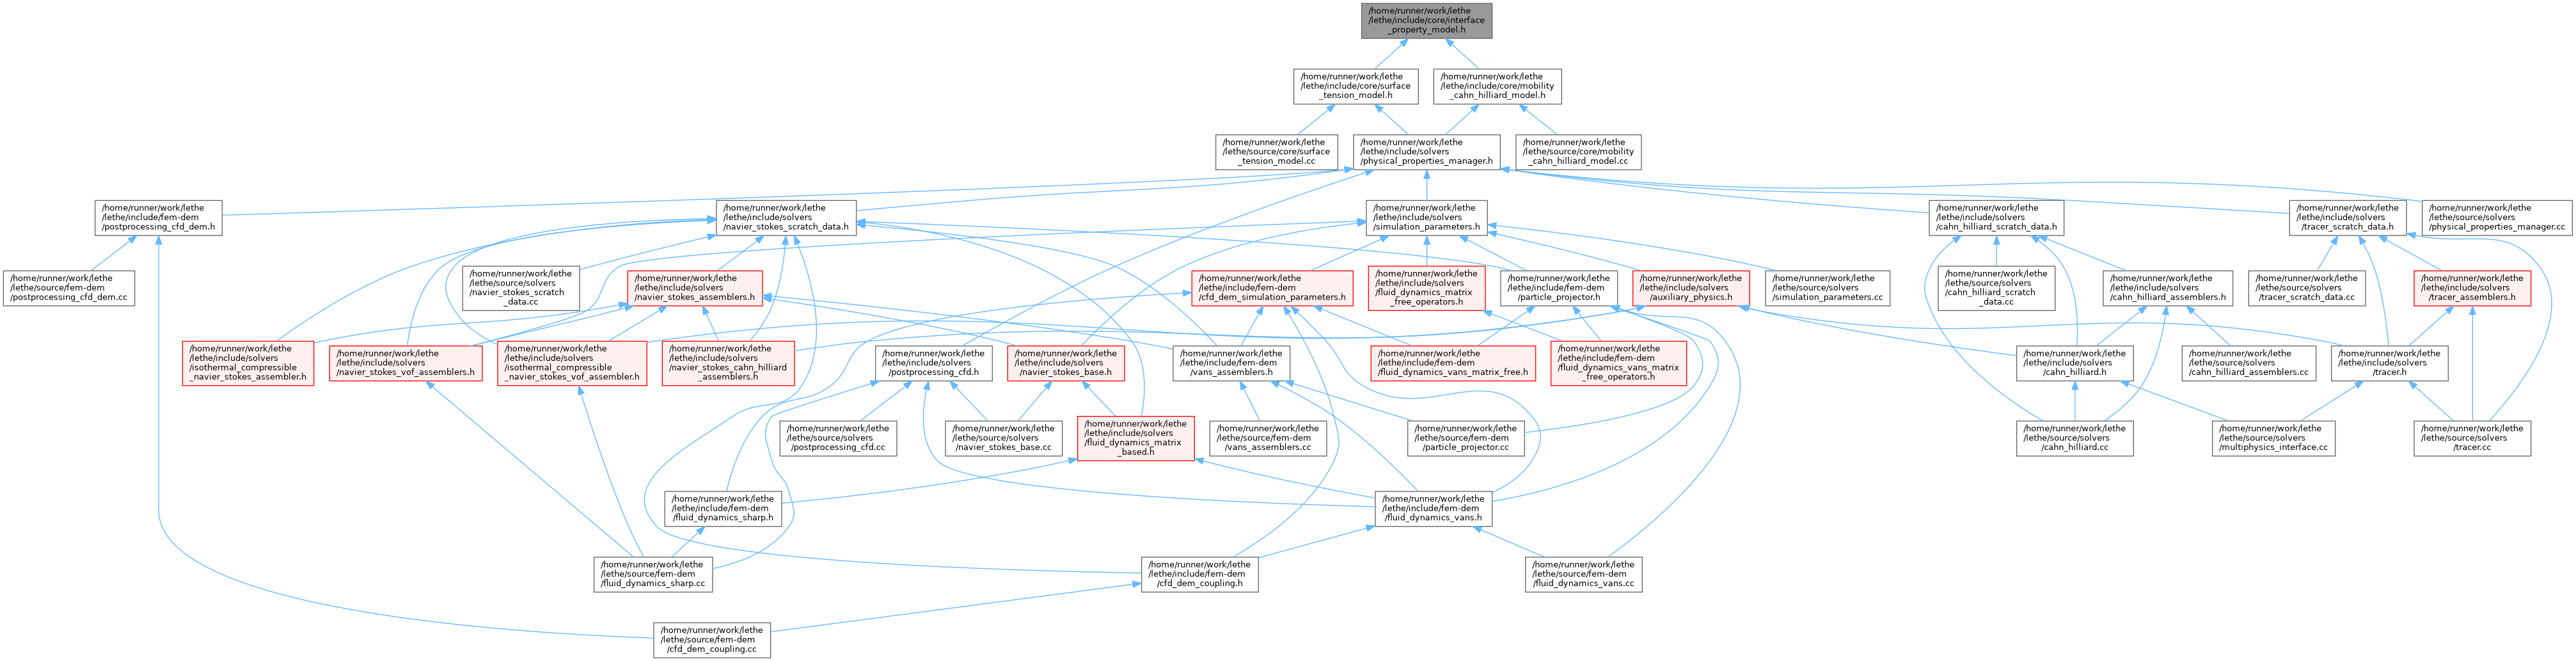 /home/runner/work/lethe
/lethe/include/core/interface
_property_model.h
/home/runner/work/lethe
/lethe/include/core/surface
_tension_model.h
/home/runner/work/lethe
/lethe/include/core/mobility
_cahn_hilliard_model.h
/home/runner/work/lethe
/lethe/source/core/surface
_tension_model.cc
/home/runner/work/lethe
/lethe/include/solvers
/physical_properties_manager.h
/home/runner/work/lethe
/lethe/source/core/mobility
_cahn_hilliard_model.cc
/home/runner/work/lethe
/lethe/include/fem-dem
/postprocessing_cfd_dem.h
/home/runner/work/lethe
/lethe/include/solvers
/navier_stokes_scratch_data.h
/home/runner/work/lethe
/lethe/include/solvers
/simulation_parameters.h
/home/runner/work/lethe
/lethe/include/solvers
/cahn_hilliard_scratch_data.h
/home/runner/work/lethe
/lethe/include/solvers
/tracer_scratch_data.h
/home/runner/work/lethe
/lethe/source/solvers
/physical_properties_manager.cc
/home/runner/work/lethe
/lethe/source/fem-dem
/postprocessing_cfd_dem.cc
/home/runner/work/lethe
/lethe/source/solvers
/navier_stokes_scratch
_data.cc
/home/runner/work/lethe
/lethe/include/solvers
/navier_stokes_assemblers.h
/home/runner/work/lethe
/lethe/include/fem-dem
/cfd_dem_simulation_parameters.h
/home/runner/work/lethe
/lethe/include/solvers
/fluid_dynamics_matrix
_free_operators.h
/home/runner/work/lethe
/lethe/include/fem-dem
/particle_projector.h
/home/runner/work/lethe
/lethe/include/solvers
/auxiliary_physics.h
/home/runner/work/lethe
/lethe/source/solvers
/simulation_parameters.cc
/home/runner/work/lethe
/lethe/source/solvers
/cahn_hilliard_scratch
_data.cc
/home/runner/work/lethe
/lethe/include/solvers
/cahn_hilliard_assemblers.h
/home/runner/work/lethe
/lethe/source/solvers
/tracer_scratch_data.cc
/home/runner/work/lethe
/lethe/include/solvers
/tracer_assemblers.h
/home/runner/work/lethe
/lethe/include/solvers
/isothermal_compressible
_navier_stokes_assembler.h
/home/runner/work/lethe
/lethe/include/solvers
/navier_stokes_vof_assemblers.h
/home/runner/work/lethe
/lethe/include/solvers
/isothermal_compressible
_navier_stokes_vof_assembler.h
/home/runner/work/lethe
/lethe/include/solvers
/navier_stokes_cahn_hilliard
_assemblers.h
/home/runner/work/lethe
/lethe/include/solvers
/postprocessing_cfd.h
/home/runner/work/lethe
/lethe/include/solvers
/navier_stokes_base.h
/home/runner/work/lethe
/lethe/include/fem-dem
/vans_assemblers.h
/home/runner/work/lethe
/lethe/include/fem-dem
/fluid_dynamics_vans_matrix_free.h
/home/runner/work/lethe
/lethe/include/fem-dem
/fluid_dynamics_vans_matrix
_free_operators.h
/home/runner/work/lethe
/lethe/include/solvers
/cahn_hilliard.h
/home/runner/work/lethe
/lethe/source/solvers
/cahn_hilliard_assemblers.cc
/home/runner/work/lethe
/lethe/include/solvers
/tracer.h
/home/runner/work/lethe
/lethe/source/solvers
/postprocessing_cfd.cc
/home/runner/work/lethe
/lethe/source/solvers
/navier_stokes_base.cc
/home/runner/work/lethe
/lethe/include/solvers
/fluid_dynamics_matrix
_based.h
/home/runner/work/lethe
/lethe/source/fem-dem
/vans_assemblers.cc
/home/runner/work/lethe
/lethe/source/fem-dem
/particle_projector.cc
/home/runner/work/lethe
/lethe/source/solvers
/cahn_hilliard.cc
/home/runner/work/lethe
/lethe/source/solvers
/multiphysics_interface.cc
/home/runner/work/lethe
/lethe/source/solvers
/tracer.cc
/home/runner/work/lethe
/lethe/include/fem-dem
/fluid_dynamics_sharp.h
/home/runner/work/lethe
/lethe/include/fem-dem
/fluid_dynamics_vans.h
/home/runner/work/lethe
/lethe/source/fem-dem
/fluid_dynamics_sharp.cc
/home/runner/work/lethe
/lethe/include/fem-dem
/cfd_dem_coupling.h
/home/runner/work/lethe
/lethe/source/fem-dem
/fluid_dynamics_vans.cc
/home/runner/work/lethe
/lethe/source/fem-dem
/cfd_dem_coupling.cc